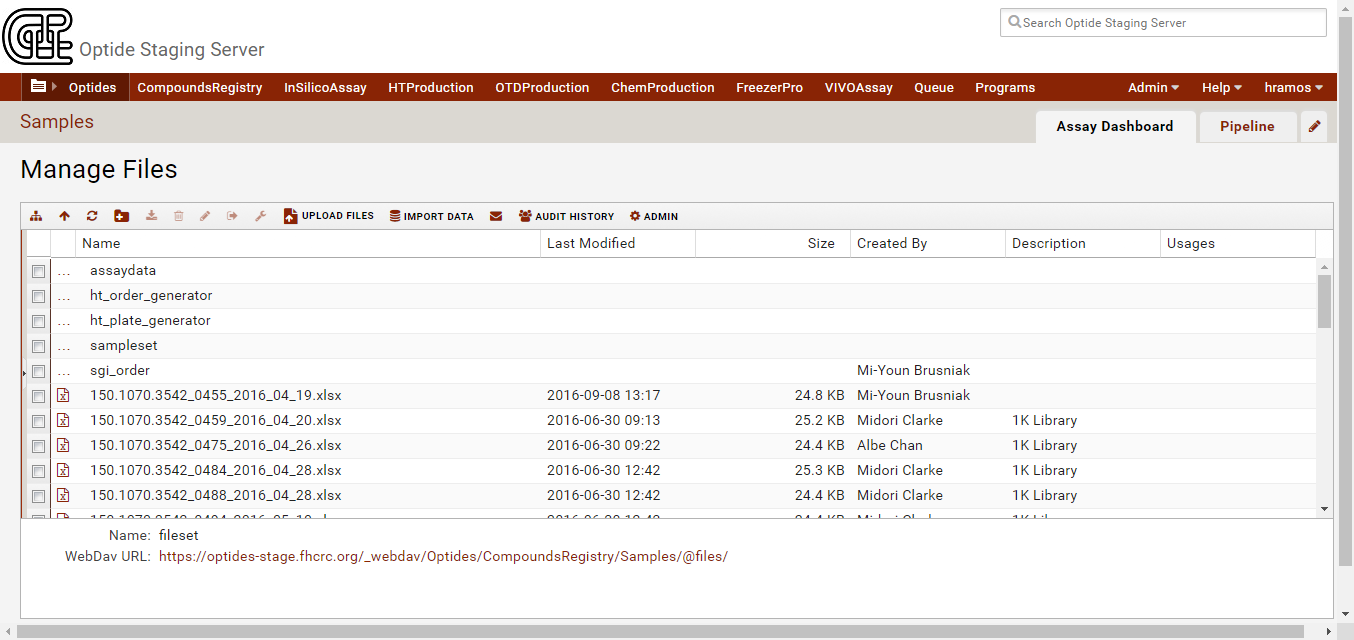 Optide Staging Server
Search Optide Staging Server
Optides CompoundsRegistry InSilicoAssay HTProduction OTDProduction ChemProduction FreezerPro VIVOAssay Queue Programs Admin Help hramos
Samples
Assay Dashboard Pipeline
Manage Files
UPLOAD FILES IMPORT DATA AUDIT HISTORY ADMIN
Name Last Modified Size Created By Description Usages
... assaydata
... ht_order_generator
... ht_plate_generator
... sampleset
... sgi_order Mi-Youn Brusniak
150.1070.3542_0455_2016_04_19.xlsx 2016-09-08 13:17 24.8 KB Mi-Youn Brusniak
150.1070.3542_0459_2016_04_20.xlsx 2016-06-30 09:13 25.2 KB Midori Clarke 1K Library
150.1070.3542_0475_2016_04_26.xlsx 2016-06-30 09:22 24.4 KB Albe Chan 1K Library
150.1070.3542_0484_2016_04_28.xlsx 2016-06-30 12:42 25.3 KB Midori Clarke 1K Library
150.1070.3542_0488_2016_04_28.xlsx 2016-06-30 12:42 24.4 KB Midori Clarke 1K Library
Name: fileset
WebDav URL: https://optides-stage.fhcrc.org/_webdav/Optides/CompoundsRegistry/Samples/@files/